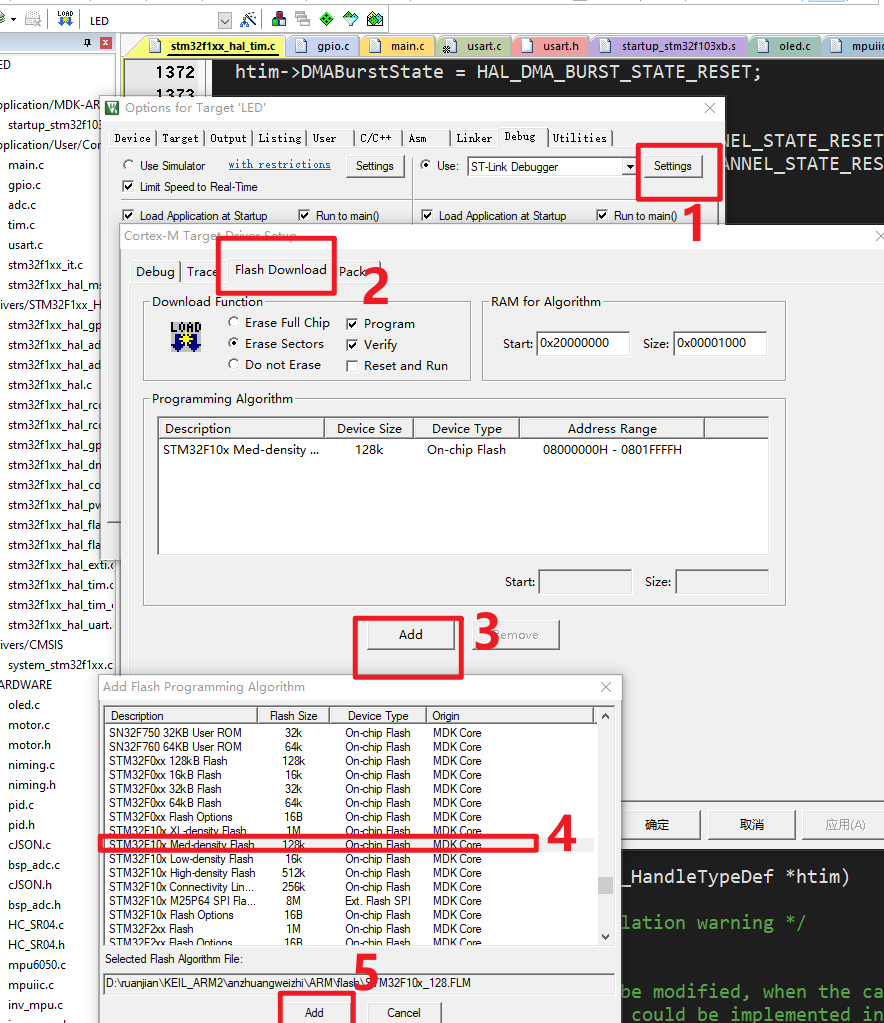 LED
stm32f1xx_hal_tim.c gpio.c main.c usart.c usart.h startup_stm32f103xb.s oled.c mpuiic
1372 htim->DMABurstState = HAL_DMA_BURST_STATE_RESET;
1373
NEL_STATE_RESET
ANNEL_STATE_RES
ED
pplication/MDK-AR
startup_stm32f103
pplication/User/Cor
main.c
gpio.c
adc.c
tim.c
usart.c
stm32f1xx_it.c
stm32f1xx_hal_ms
rivers/STM32F1xx_H
stm32f1xx_hal_gp
stm32f1xx_hal_ad
stm32f1xx_hal_ad
stm32f1xx_hal.c
stm32f1xx_hal_rcc
stm32f1xx_hal_rcc
stm32f1xx_hal_gp
stm32f1xx_hal_dm
stm32f1xx_hal_co
stm32f1xx_hal_pw
stm32f1xx_hal_fla
stm32f1xx_hal_fla
stm32f1xx_hal_exti.c
stm32f1xx_hal_tim.c
stm32f1xx_hal_tim_e
stm32f1xx_hal_uart.
ivers/CMSIS
system_stm32f1xx.c
ARDWARE
oled.c
motor.c
motor.h
niming.c
niming.h
pid.c
pid.h
cJSON.c
bsp_adc.c
cJSON.h
bsp_adc.h
HC_SR04.c
HC_SR04.h
mpu6050.c
mpuiic.c
inv_mpu.c
Options for Target 'LED'
Device Target Output Listing User C/C++ Asm Linker Debug Utilities
Use Simulator with restrictions Settings Use: ST-Link Debugger Settings
Limit Speed to Real-Time
Load Application at Startup Run to main() Load Application at Startup Run to main()
1
Cortex-M Target Driver Setup
Debug Trace Flash Download Pack
2
Download Function
LOAD
Erase Full Chip Program
Erase Sectors Verify
Do not Erase Reset and Run
RAM for Algorithm
Start: 0x20000000 Size: 0x00001000
Programming Algorithm
Description Device Size Device Type Address Range
STM32F10x Med-density ... 128k On-chip Flash 08000000H - 0801FFFFH
Start: Size:
Add Remove
3
Add Flash Programming Algorithm
Description Flash Size Device Type Origin
SN32F750 32KB User ROM 32k On-chip Flash MDK Core
SN32F760 64KB User ROM 64k On-chip Flash MDK Core
STM32F0xx 128kB Flash 128k On-chip Flash MDK Core
STM32F0xx 16kB Flash 16k On-chip Flash MDK Core
STM32F0xx 32kB Flash 32k On-chip Flash MDK Core
STM32F0xx 64kB Flash 64k On-chip Flash MDK Core
STM32F0xx Flash Options 16B On-chip Flash MDK Core
STM32F10x XL-density Flash 1M On-chip Flash MDK Core
STM32F10x Med-density Flash 128k On-chip Flash MDK Core
4
STM32F10x Low-density Flash 16k On-chip Flash MDK Core
STM32F10x High-density Flash 512k On-chip Flash MDK Core
STM32F10x Connectivity Lin... 256k On-chip Flash MDK Core
STM32F10x M25P64 SPI Fla... 8M Ext. Flash SPI MDK Core
STM32F10x Flash Options 16B On-chip Flash MDK Core
STM32F2xx Flash 1M On-chip Flash MDK Core
STM32F2xx Flash Options 16B On-chip Flash MDK Core
Selected Flash Algorithm File:
D:\ruanjian\KEIL_ARM2\anzhuangweizhi\ARM\flash\STM32F10x_128.FLM
5
Add Cancel
确定 取消 应用(A)
_HandleTypeDef *htim)
lation warning */
be modified, when the ca
could be implemented in